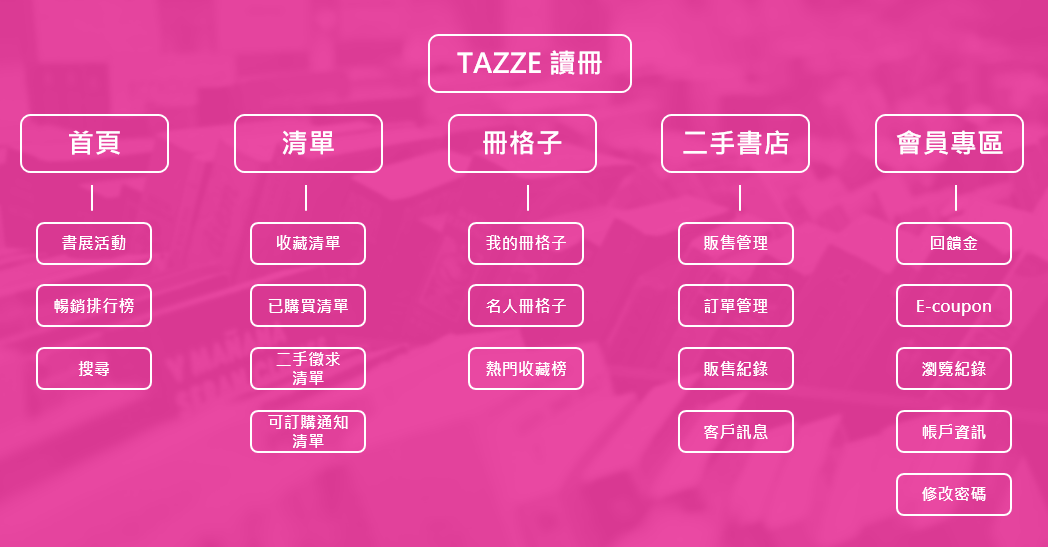 TAZZE 讀冊
首頁
清單
冊格子
二手書店
會員專區
書展活動
暢銷排行榜
搜尋
收藏清單
已購買清單
二手徵求
清單
可訂購通知
清單
我的冊格子
名人冊格子
熱門收藏榜
販售管理
訂單管理
販售紀錄
客戶訊息
回饋金
E-coupon
瀏覽紀錄
帳戶資訊
修改密碼
Y MAÑANA